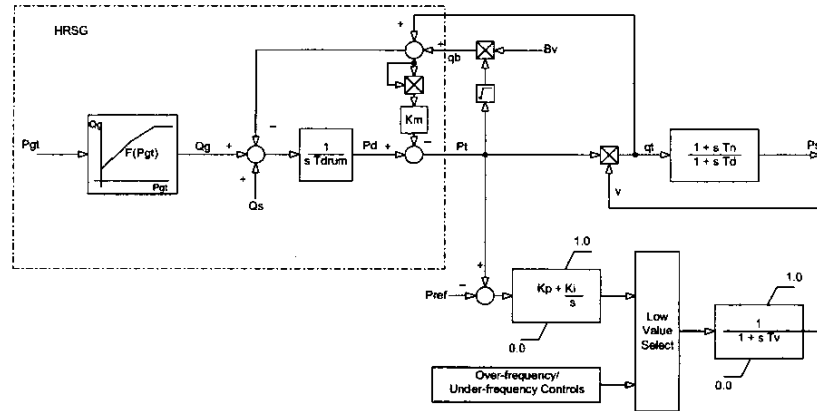 HRSG
+
+
qb
Bv
Km
Qg
F(Pgt)
Pgt
Pgt
Qg
+
−
+
Qs
1
s Tdrum
Pd
+
−
Pt
qt
v
1 + s Tn
1 + s Td
1.0
+
−
Pref
Kp + Ki
s
0.0
Low
Value
Select
1.0
1
1 + s Tv
0.0
Over-frequency/
Under-frequency Controls